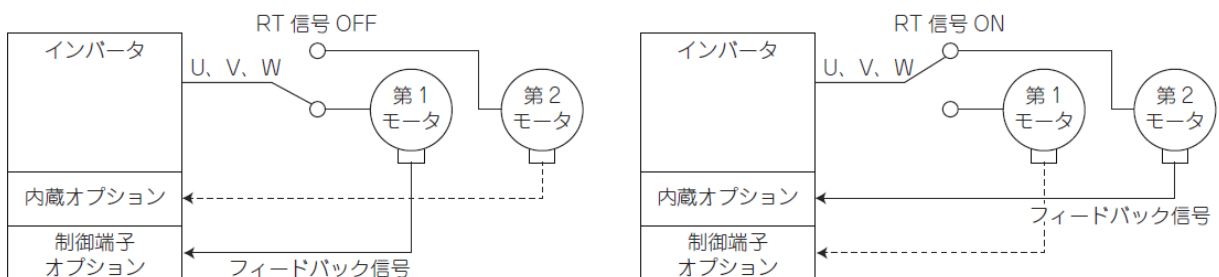 RT 信号 OFF
インバータ
U、V、W
第 1
モータ
第 2
モータ
内蔵オプション
制御端子
オプション
フィードバック信号
RT 信号 ON
インバータ
U、V、W
第 1
モータ
第 2
モータ
内蔵オプション
フィードバック信号
制御端子
オプション